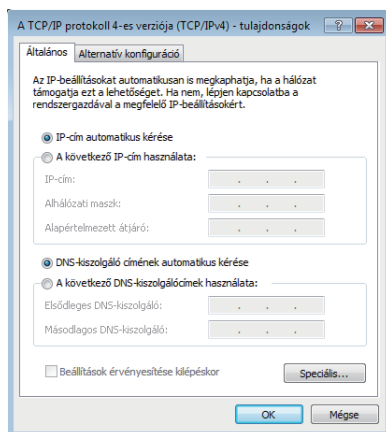 A TCP/IP protokoll 4-es verziója (TCP/IPv4) - tulajdonságok
Általános Alternatív konfiguráció
Az IP-beállításokat automatikusan is megkaphatja, ha a hálózat
támogatja ezt a lehetőséget. Ha nem, lépjen kapcsolatba a
rendszergazdával a megfelelő IP-beállításokért.
IP-cím automatikus kérése
A következő IP-cím használata:
IP-cím:
Alhálózati maszk:
Alapértelmezett átjáró:
DNS-kiszolgáló címének automatikus kérése
A következő DNS-kiszolgálócímek használata:
Elsődleges DNS-kiszolgáló:
Másodlagos DNS-kiszolgáló:
Beállítások érvényesítése kilépéskor
Speciális...
OK Mégse